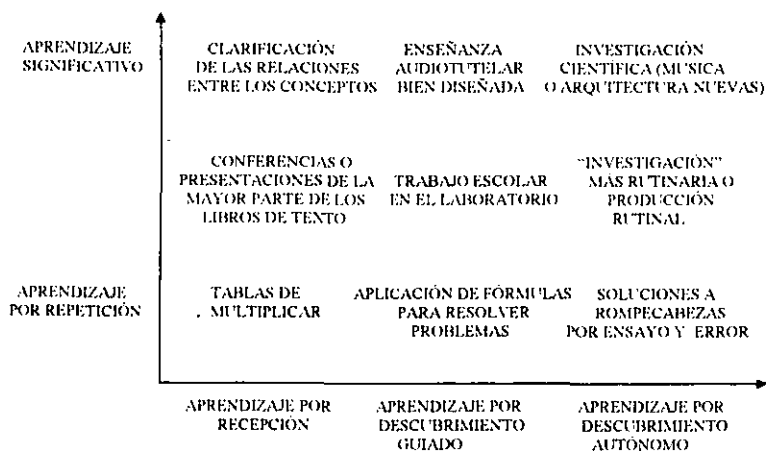 APRENDIZAJE
SIGNIFICATIVO
CLARIFICACIÓN
DE LAS RELACIONES
ENTRE LOS CONCEPTOS
ENSEÑANZA
AUDIOTUTELAR
BIEN DISEÑADA
INVESTIGACIÓN
CIENTÍFICA (MUSICA
O ARQUITECTURA NUEVAS)
CONFERENCIAS O
PRESENTACIONES DE LA
MAYOR PARTE DE LOS
LIBROS DE TEXTO
TRABAJO ESCOLAR
EN EL LABORATORIO
“INVESTIGACIÓN”
MÁS RUTINARIA O
PRODUCCIÓN
RUTINAL
APRENDIZAJE
POR REPETICIÓN
TABLAS DE
MULTIPLICAR
APLICACIÓN DE FÓRMULAS
PARA RESOLVER
PROBLEMAS
SOLUCIONES A
ROMPECABEZAS
POR ENSAYO Y ERROR
APRENDIZAJE POR
RECEPCIÓN
APRENDIZAJE POR
DESCUBRIMIENTO
GUIADO
APRENDIZAJE POR
DESCUBRIMIENTO
AUTÓNOMO